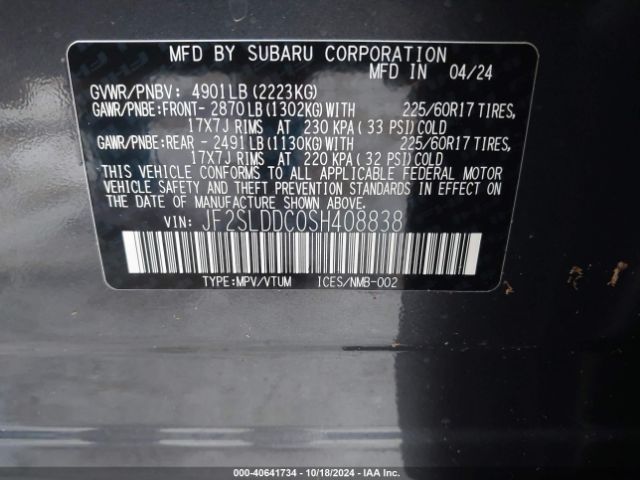 MFD BY SUBARU CORPORATION
MFD IN 04/24
GVWR/PNBV: 4901LB(2223KG)
GAWR/PNBE:FRONT- 2870LB(1302KG)WITH 225/60R17 TIRES,
17X7J RIMS AT 230 KPA(33 PSI)COLD
GAWR/PNBE:REAR - 2491LB(1130KG)WITH 225/60R17 TIRES,
17X7J RIMS AT 220 KPA(32 PSI)COLD
THIS VEHICLE CONFORMS TO ALL APPLICABLE FEDERAL MOTOR
VEHICLE SAFETY AND THEFT PREVENTION STANDARDS IN EFFECT ON
THE DATE OF MANUFACTURE SHOWN ABOVE.
VIN: JF2SLDDC0SH408838
TYPE:MPV/VTUM ICES/NMB-002
000-40641734 - 10/18/2024 - IAA Inc.